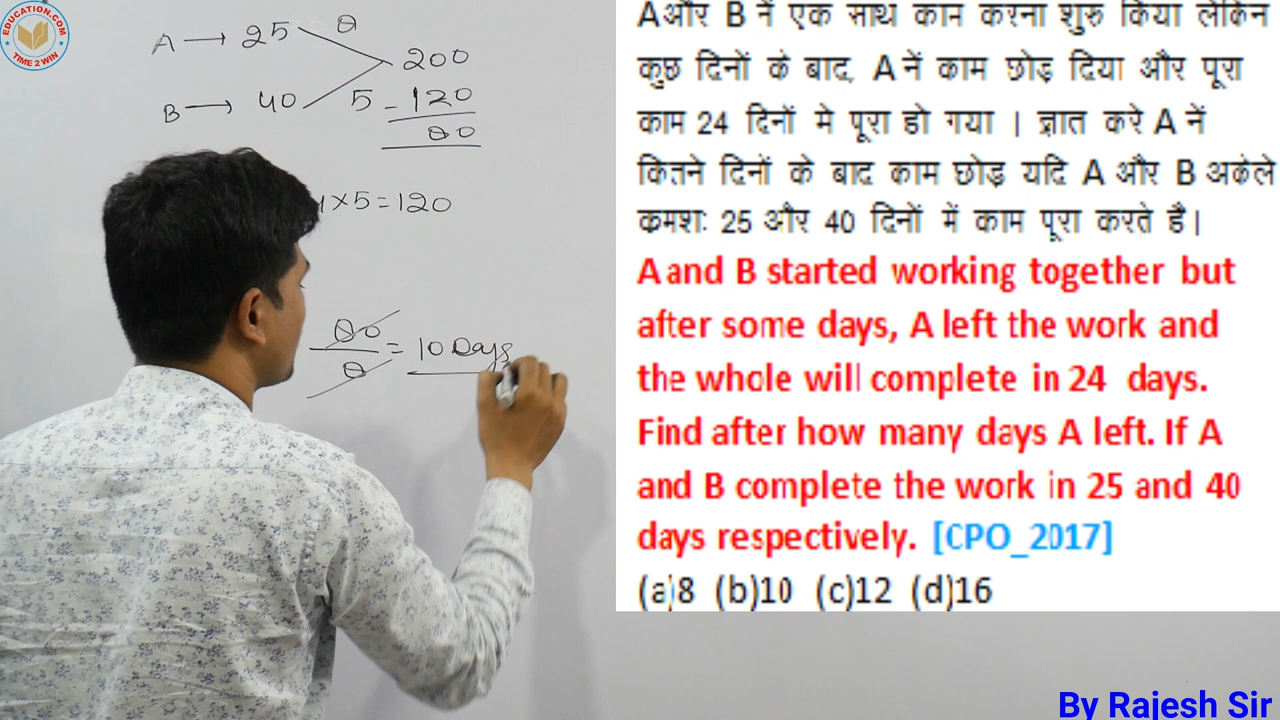 EDUCATION.COM
TIME 2 WIN
A → 25 8
200
B → 40 5 - 120
80
×5=120
80
8 = 10 Days
A और B नें एक साथ काम करना शुरु किया लेकिन
कुछ दिनों के बाद, A नें काम छोड़ दिया और पूरा
काम 24 दिनों मे पूरा हो गया । ज्ञात करे A नें
कितने दिनों के बाद काम छोड़ यदि A और B अकेले
कमशः 25 और 40 दिनों में काम पूरा करते है।
A and B started working together but
after some days, A left the work and
the whole will complete in 24 days.
Find after how many days A left. If A
and B complete the work in 25 and 40
days respectively. [CPO_2017]
(a)8 (b)10 (c)12 (d)16
By Rajesh Sir